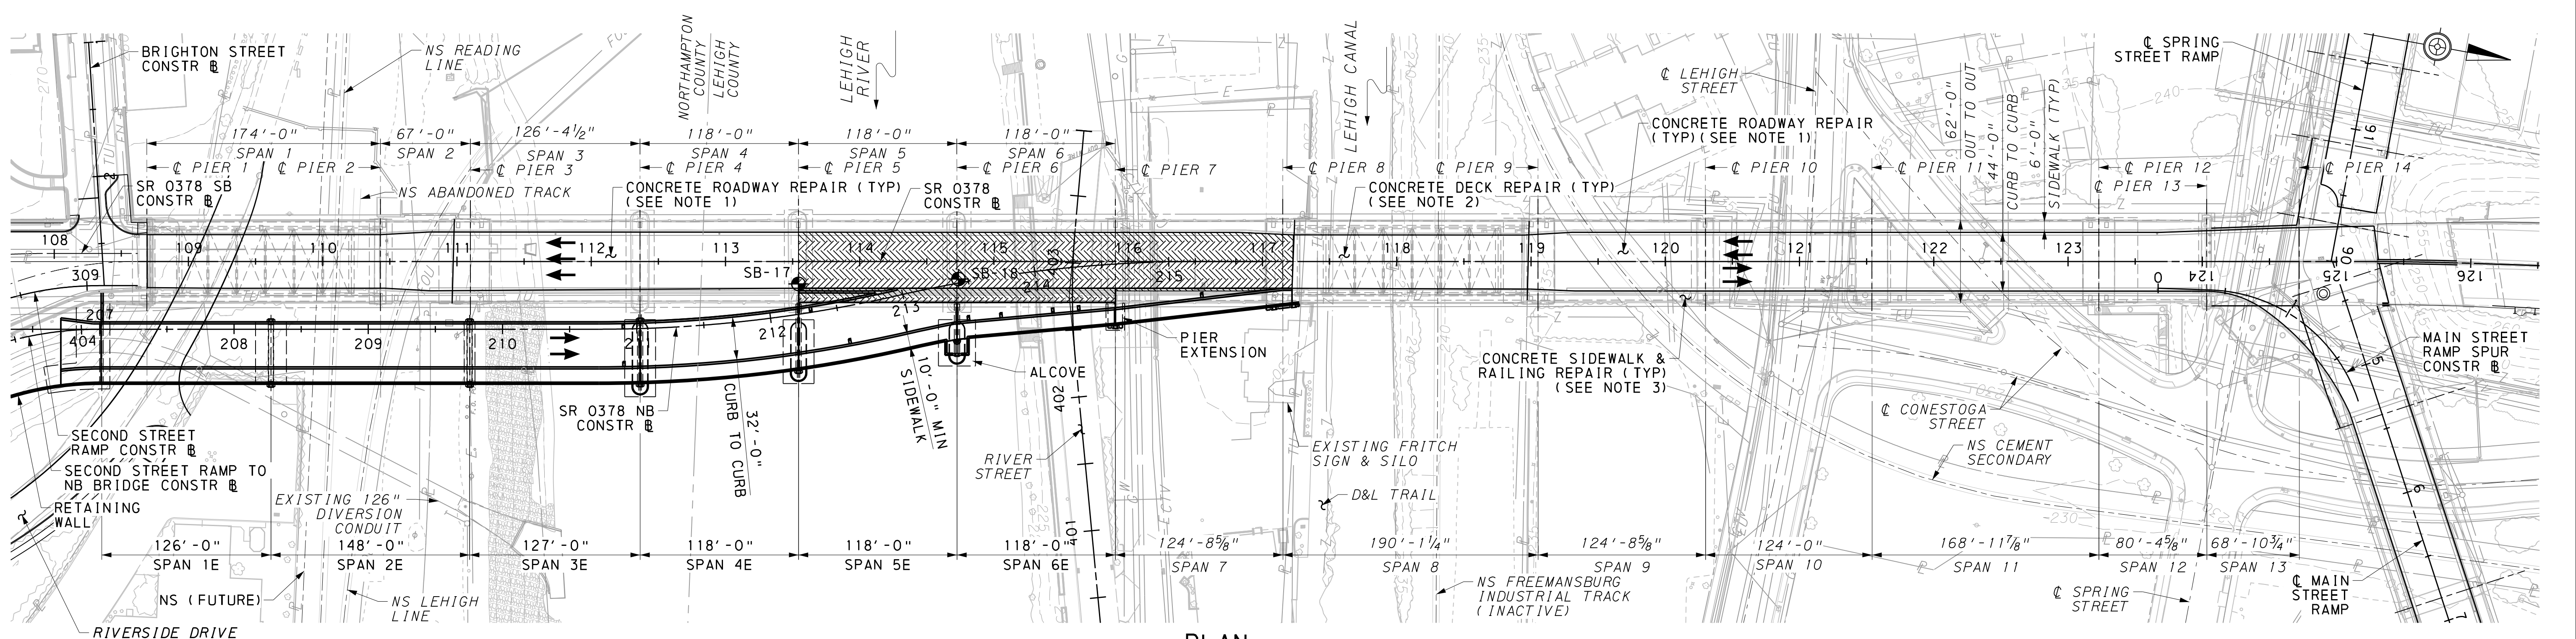 BRIGHTON STREET
CONSTR ℄
NS READING
LINE
NORTHAMPTON
COUNTY
LEHIGH
COUNTY
LEHIGH
RIVER
LEHIGH CANAL
℄ LEHIGH
STREET
℄ SPRING
STREET RAMP
174'-0"
SPAN 1
67'-0"
SPAN 2
126'-4½"
SPAN 3
118'-0"
SPAN 4
118'-0"
SPAN 5
118'-0"
SPAN 6
℄ PIER 1
℄ PIER 2
℄ PIER 3
℄ PIER 4
℄ PIER 5
℄ PIER 6
℄ PIER 7
℄ PIER 8
℄ PIER 9
℄ PIER 10
℄ PIER 11
℄ PIER 12
℄ PIER 13
℄ PIER 14
62'-0"
OUT TO OUT
44'-0"
CURB TO CURB
6'-0"
SIDEWALK (TYP)
SR 0378 SB
CONSTR ℄
NS ABANDONED TRACK
CONCRETE ROADWAY REPAIR (TYP)
(SEE NOTE 1)
SR 0378
CONSTR ℄
CONCRETE DECK REPAIR (TYP)
(SEE NOTE 2)
CONCRETE ROADWAY REPAIR
(TYP)(SEE NOTE 1)
108
109
110
111
112
113
114
115
116
117
118
119
120
121
122
123
124
125
126
0
309
SB-17
SB-18
403
214
215
213
212
211
210
209
208
207
404
402
401
91
90
5
6
7
PIER
EXTENSION
ALCOVE
CONCRETE SIDEWALK &
RAILING REPAIR (TYP)
(SEE NOTE 3)
MAIN STREET
RAMP SPUR
CONSTR ℄
SR 0378 NB
CONSTR ℄
32'-0"
CURB TO CURB
10'-0" MIN
SIDEWALK
RIVER
STREET
EXISTING FRITCH
SIGN & SILO
D&L TRAIL
℄ CONESTOGA
STREET
NS CEMENT
SECONDARY
SECOND STREET
RAMP CONSTR ℄
SECOND STREET RAMP TO
NB BRIDGE CONSTR ℄
RETAINING
WALL
EXISTING 126"
DIVERSION
CONDUIT
126'-0"
SPAN 1E
148'-0"
SPAN 2E
127'-0"
SPAN 3E
118'-0"
SPAN 4E
118'-0"
SPAN 5E
118'-0"
SPAN 6E
124'-8⅝"
SPAN 7
190'-1¼"
SPAN 8
124'-8⅝"
SPAN 9
124'-0"
SPAN 10
168'-11⅞"
SPAN 11
80'-4⅝"
SPAN 12
68'-10¾"
SPAN 13
NS (FUTURE)
NS LEHIGH
LINE
RIVERSIDE DRIVE
NS FREEMANSBURG
INDUSTRIAL TRACK
(INACTIVE)
℄ SPRING
STREET
℄ MAIN
STREET
RAMP
270
235
240
250
230
225
PLAN